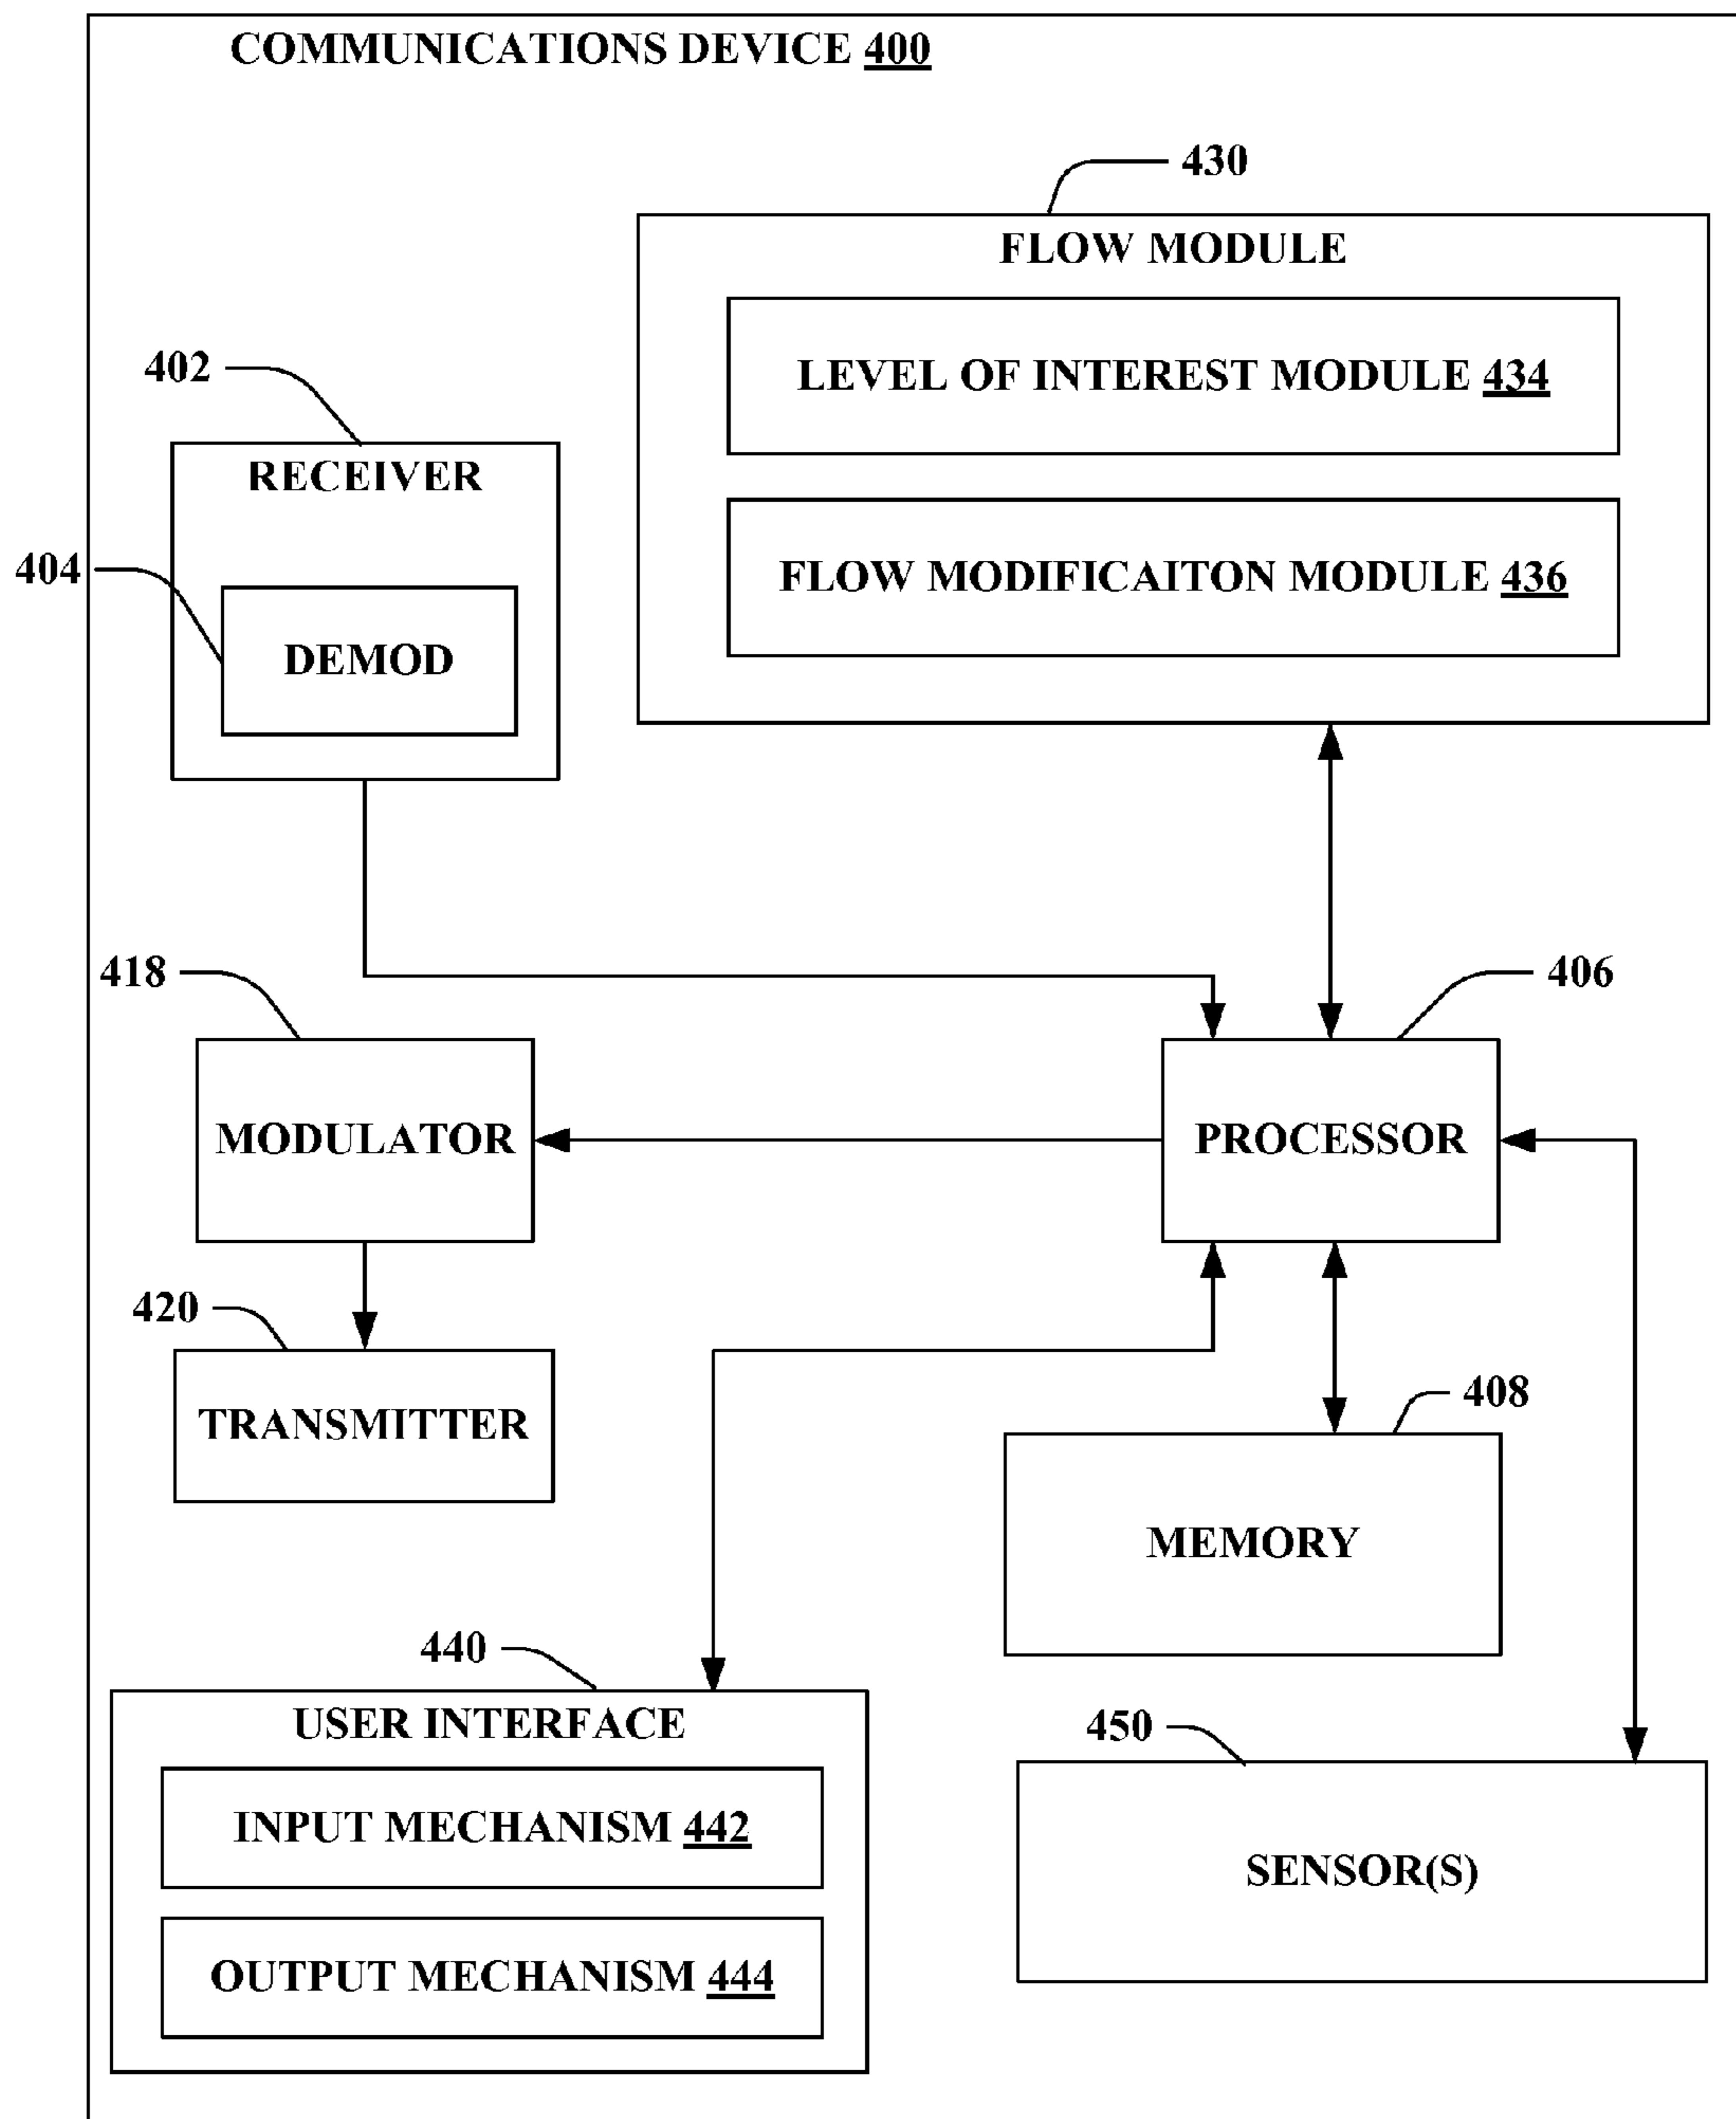 COMMUNICATIONS DEVICE 400
430
FLOW MODULE
LEVEL OF INTEREST MODULE 434
402
RECEIVER
404
FLOW MODIFICAITON MODULE 436
DEMOD
418
406
MODULATOR
PROCESSOR
420
TRANSMITTER
408
MEMORY
440
USER INTERFACE
450
INPUT MECHANISM 442
SENSOR(S)
OUTPUT MECHANISM 444